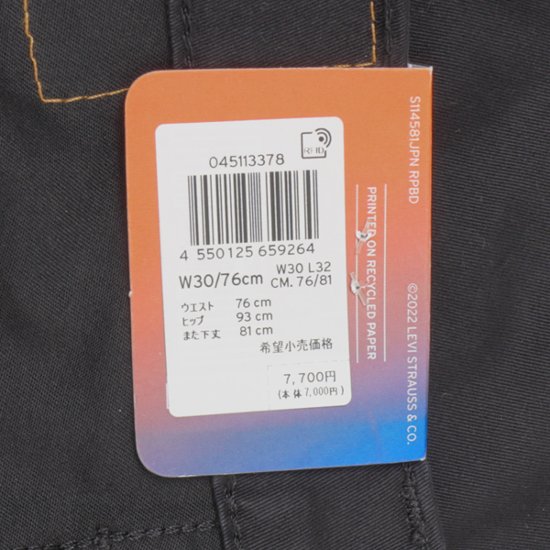 RFID
045113378
4 550125 659264
W30/76cm
W30 L32
CM. 76/81
ウエスト 76 cm
ヒップ 93 cm
また下丈 81 cm
希望小売価格
7,700円
(本体7,000円)
PRINTED ON RECYCLED PAPER
S114581JPN RPBD
©2022 LEVI STRAUSS & CO.